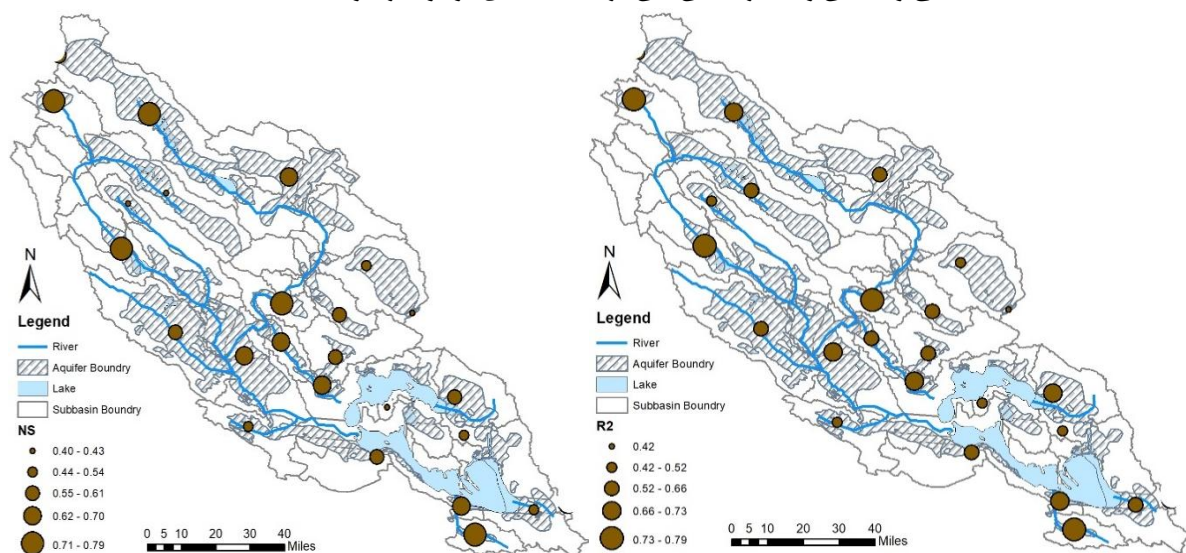 N
Legend
River
Aquifer Boundry
Lake
Subbasin Boundry
NS
0.40 - 0.43
0.44 - 0.54
0.55 - 0.61
0.62 - 0.70
0.71 - 0.79
0 5 10 20 30 40
Miles
N
Legend
River
Aquifer Boundry
Lake
Subbasin Boundry
R2
0.42
0.42 - 0.52
0.52 - 0.66
0.66 - 0.73
0.73 - 0.79
0 5 10 20 30 40
Miles